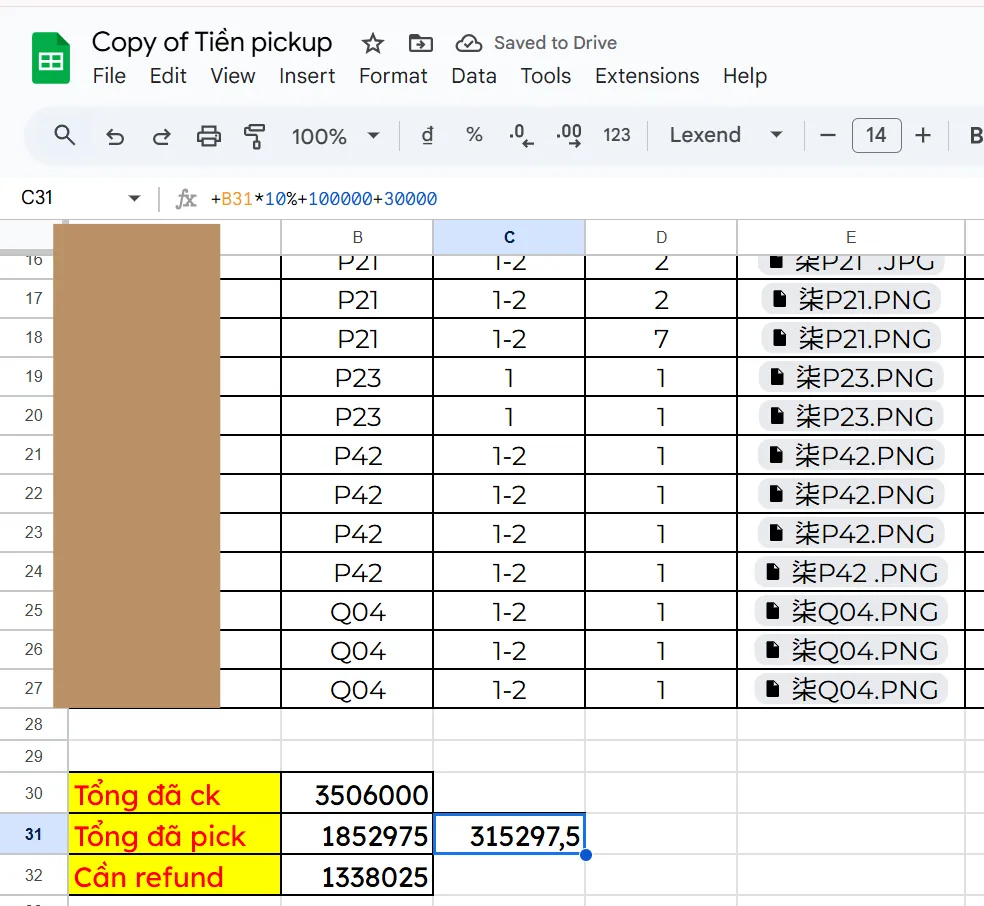 Copy of Tiền pickup Saved to Drive
File Edit View Insert Format Data Tools Extensions Help
100% đ % .0 .00 123 Lexend 14 B
C31 fx +B31*10%+100000+30000
B C D E
16 P21 1-2 2 柒P21 .JPG
17 P21 1-2 2 柒P21.PNG
18 P21 1-2 7 柒P21.PNG
19 P23 1 1 柒P23.PNG
20 P23 1 1 柒P23.PNG
21 P42 1-2 1 柒P42.PNG
22 P42 1-2 1 柒P42.PNG
23 P42 1-2 1 柒P42.PNG
24 P42 1-2 1 柒P42 .PNG
25 Q04 1-2 1 柒Q04.PNG
26 Q04 1-2 1 柒Q04.PNG
27 Q04 1-2 1 柒Q04.PNG
28
29
30 Tổng đã ck 3506000
31 Tổng đã pick 1852975 315297,5
32 Cần refund 1338025